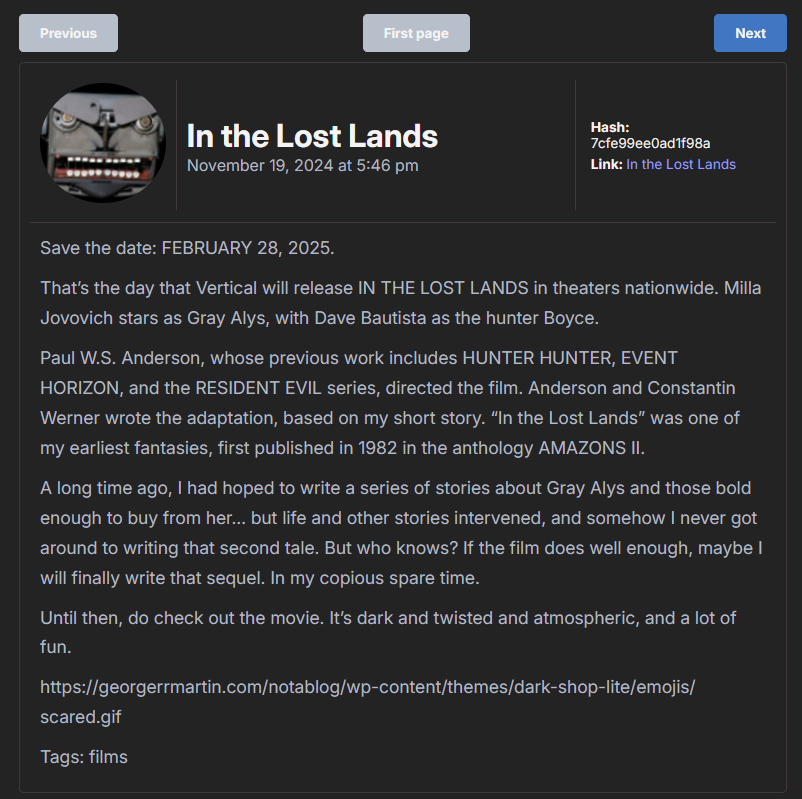 Previous
First page
Next
In the Lost Lands
November 19, 2024 at 5:46 pm
Hash:
7cfe99ee0ad1f98a
Link: In the Lost Lands
Save the date: FEBRUARY 28, 2025.
That’s the day that Vertical will release IN THE LOST LANDS in theaters nationwide. Milla
Jovovich stars as Gray Alys, with Dave Bautista as the hunter Boyce.
Paul W.S. Anderson, whose previous work includes HUNTER HUNTER, EVENT
HORIZON, and the RESIDENT EVIL series, directed the film. Anderson and Constantin
Werner wrote the adaptation, based on my short story. “In the Lost Lands” was one of
my earliest fantasies, first published in 1982 in the anthology AMAZONS II.
A long time ago, I had hoped to write a series of stories about Gray Alys and those bold
enough to buy from her… but life and other stories intervened, and somehow I never got
around to writing that second tale. But who knows? If the film does well enough, maybe I
will finally write that sequel. In my copious spare time.
Until then, do check out the movie. It’s dark and twisted and atmospheric, and a lot of
fun.
https://georgerrmartin.com/notablog/wp-content/themes/dark-shop-lite/emojis/
scared.gif
Tags: films